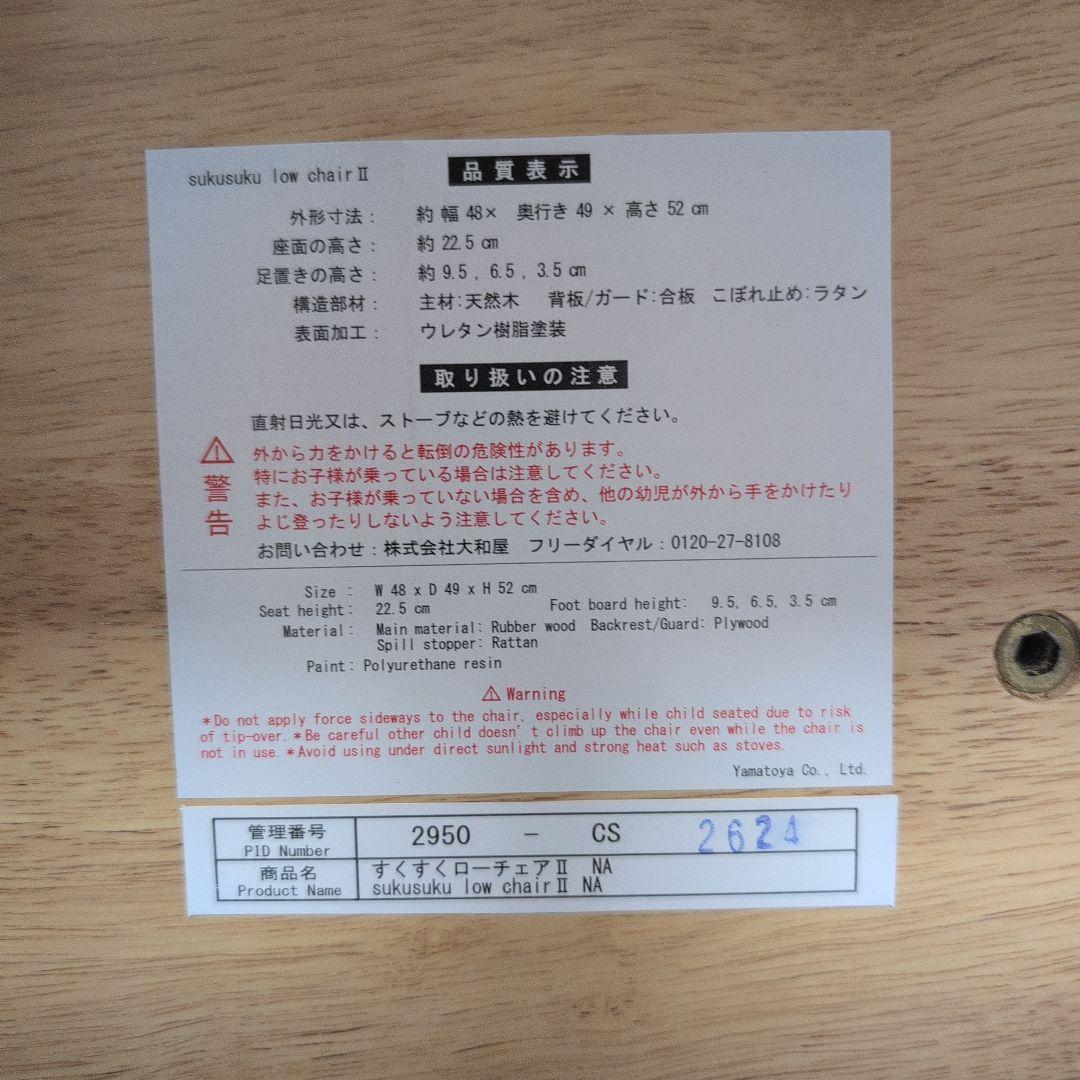 sukusuku low chairⅡ 品質表示
外形寸法： 約 幅 48× 奥行き 49 × 高さ 52 ㎝
座面の高さ： 約 22.5 ㎝
足置きの高さ： 約 9.5 , 6.5 , 3.5 ㎝
構造部材： 主材:天然木 背板/ガード:合板 こぼれ止め:ラタン
表面加工： ウレタン樹脂塗装
取り扱いの注意
直射日光又は、ストーブなどの熱を避けてください。
外から力をかけると転倒の危険性があります。
特にお子様が乗っている場合は注意してください。
警告 また、お子様が乗っていない場合を含め、他の幼児が外から手をかけたり
よじ登ったりしないよう注意してください。
お問い合わせ：株式会社大和屋 フリーダイヤル：0120-27-8108
Size : W 48 x D 49 x H 52 cm
Seat height: 22.5 cm Foot board height: 9.5, 6.5, 3.5 cm
Material: Main material: Rubber wood Backrest/Guard: Plywood
Spill stopper: Rattan
Paint: Polyurethane resin
⚠ Warning
*Do not apply force sideways to the chair, especially while child seated due to risk
of tip-over. *Be careful other child doesn't climb up the chair even while the chair is
not in use. *Avoid using under direct sunlight and strong heat such as stoves.
Yamatoya Co., Ltd.
管理番号 2950 - CS 2624
PID Number
商品名 すくすくローチェアⅡ NA
Product Name sukusuku low chairⅡ NA